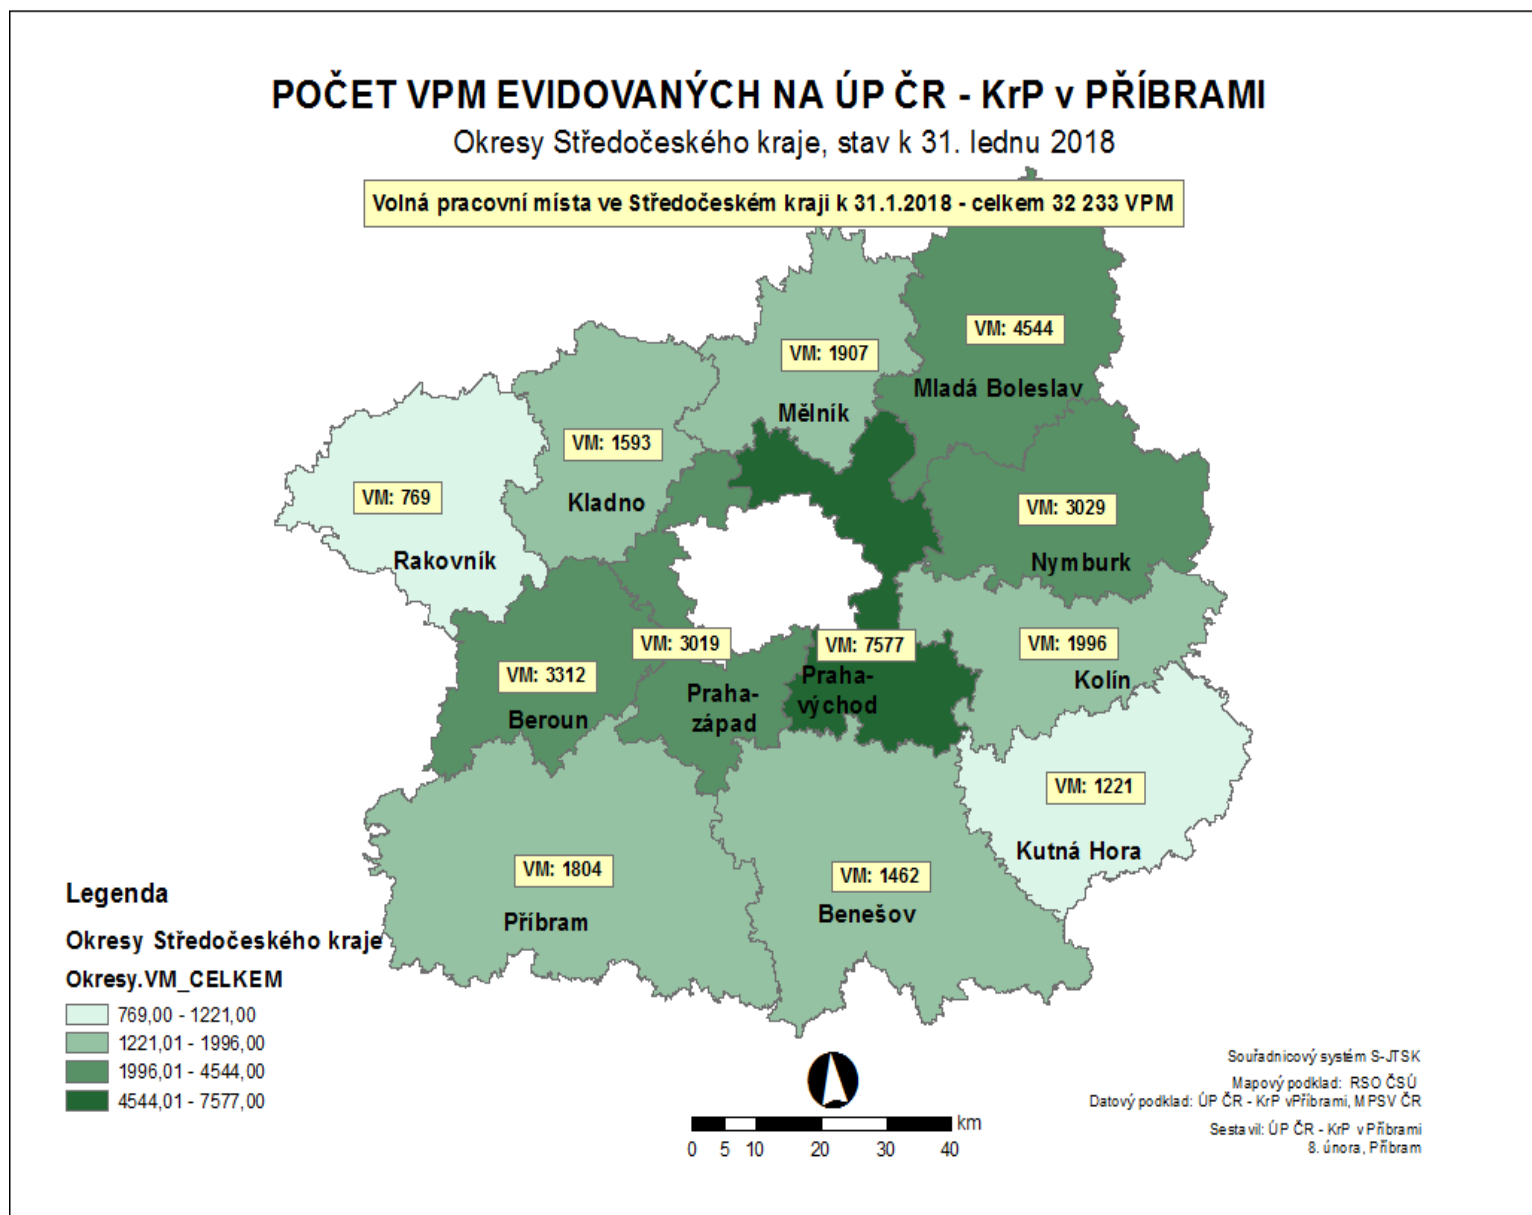 POČET VPM EVIDOVANÝCH NA ÚP ČR - KrP v PŘÍBRAMI
Okresy Středočeského kraje, stav k 31. lednu 2018
Volná pracovní místa ve Středočeském kraji k 31.1.2018 - celkem 32 233 VPM
VM: 4544
Mladá Boleslav
VM: 1907
Mělník
VM: 1593
Kladno
VM: 769
Rakovník
VM: 3029
Nymburk
VM: 3019
Praha-
západ
VM: 7577
Praha-
východ
VM: 1996
Kolín
VM: 3312
Beroun
VM: 1221
Kutná Hora
VM: 1804
Příbram
VM: 1462
Benešov
Legenda
Okresy Středočeského kraje
Okresy.VM_CELKEM
769,00 - 1221,00
1221,01 - 1996,00
1996,01 - 4544,00
4544,01 - 7577,00
km
0 5 10 20 30 40
Souřadnicový systém S-JTSK
Mapový podklad: RSO ČSÚ
Datový podklad: ÚP ČR - KrP vPříbrami, MPSV ČR
Sestavil: ÚP ČR - KrP v Příbrami
8. února, Příbram